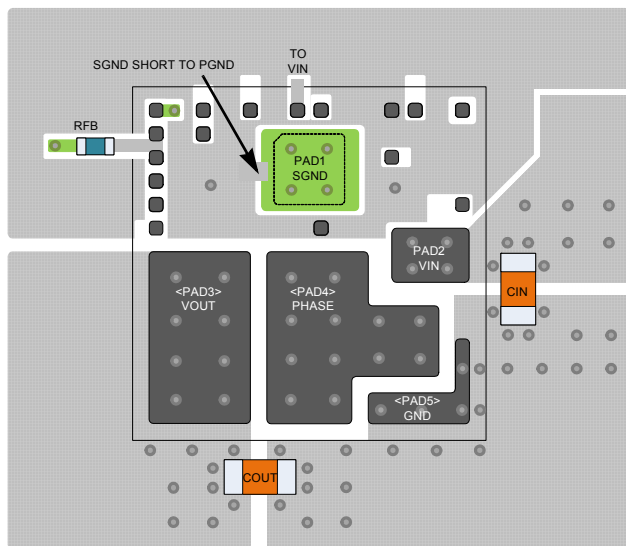 TO
VIN
SGND SHORT TO PGND
RFB
PAD1
SGND
PAD2
VIN
<PAD3>
VOUT
<PAD4>
PHASE
CIN
<PAD5>
GND
COUT